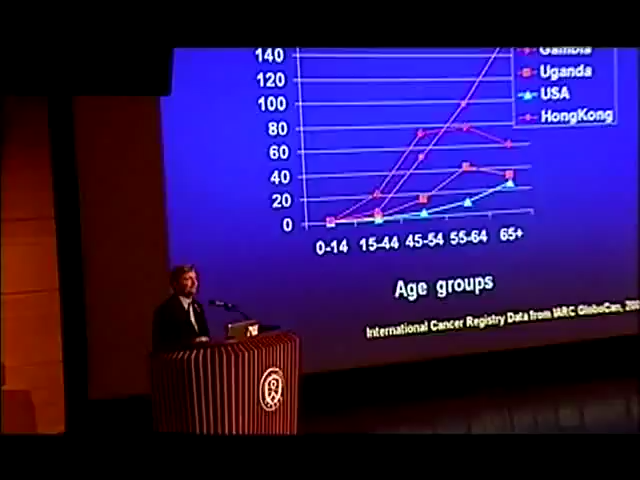 140
120
100
80
60
40
20
0
Gambia
Uganda
USA
HongKong
0-14 15-44 45-54 55-64 65+
Age groups
International Cancer Registry Data from IARC GloboCan,